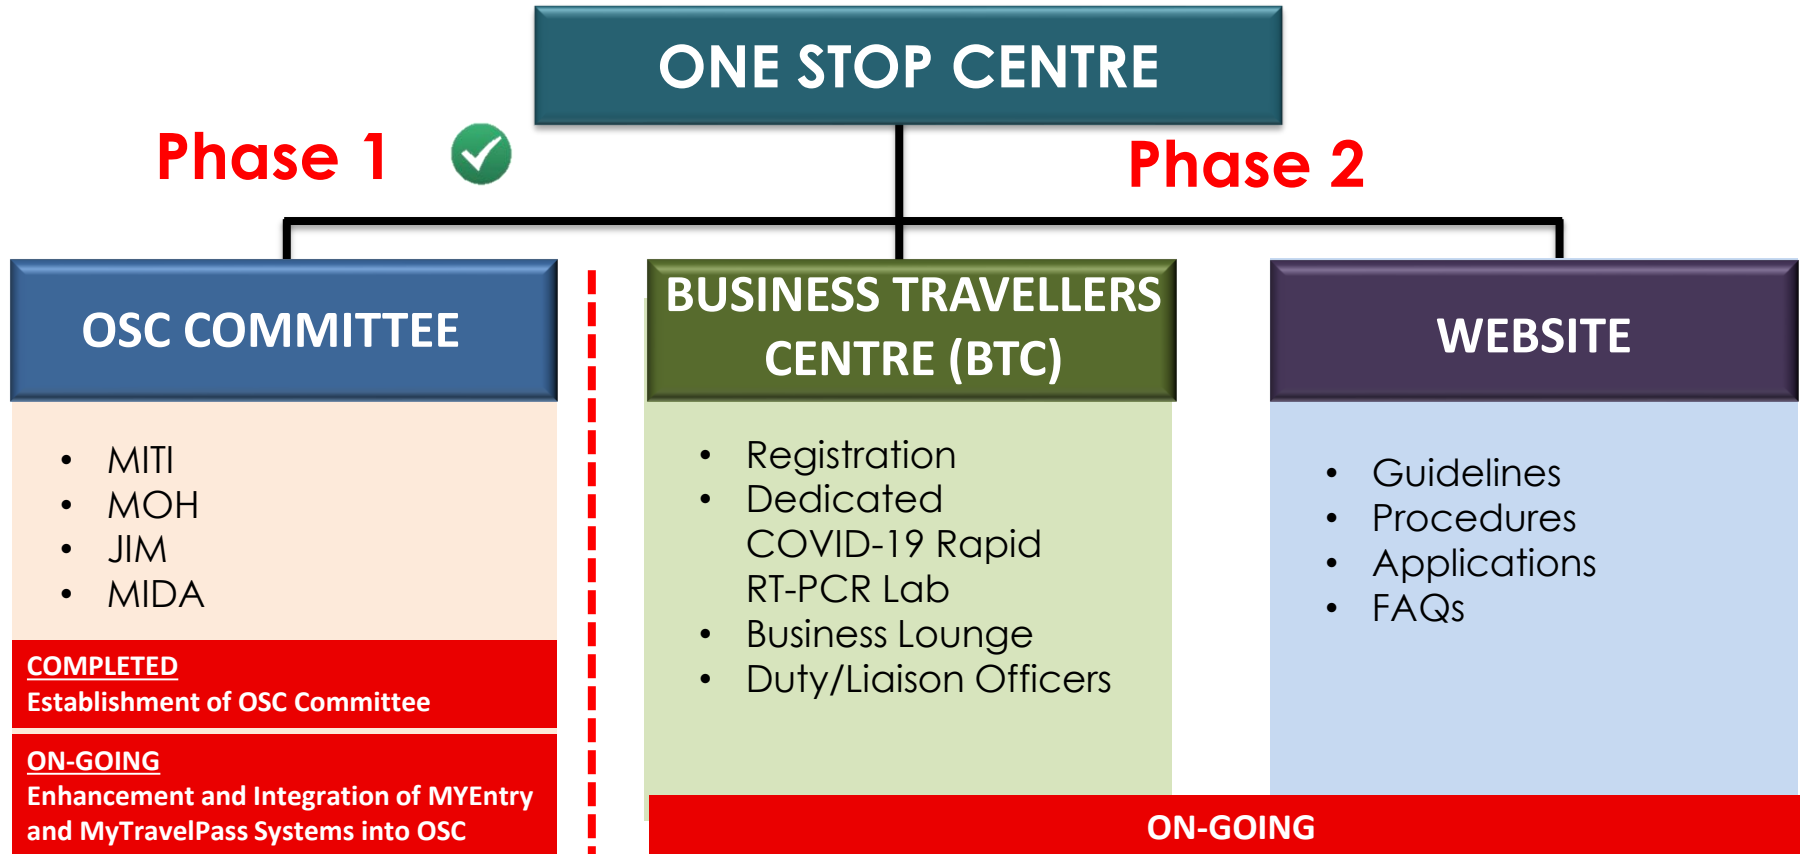 ONE STOP CENTRE
Phase 1
Phase 2
OSC COMMITTEE
• MITI
• MOH
• JIM
• MIDA
COMPLETED
Establishment of OSC Committee
ON-GOING
Enhancement and Integration of MYEntry
and MyTravelPass Systems into OSC
BUSINESS TRAVELLERS
CENTRE (BTC)
• Registration
• Dedicated
COVID-19 Rapid
RT-PCR Lab
• Business Lounge
• Duty/Liaison Officers
WEBSITE
• Guidelines
• Procedures
• Applications
• FAQs
ON-GOING